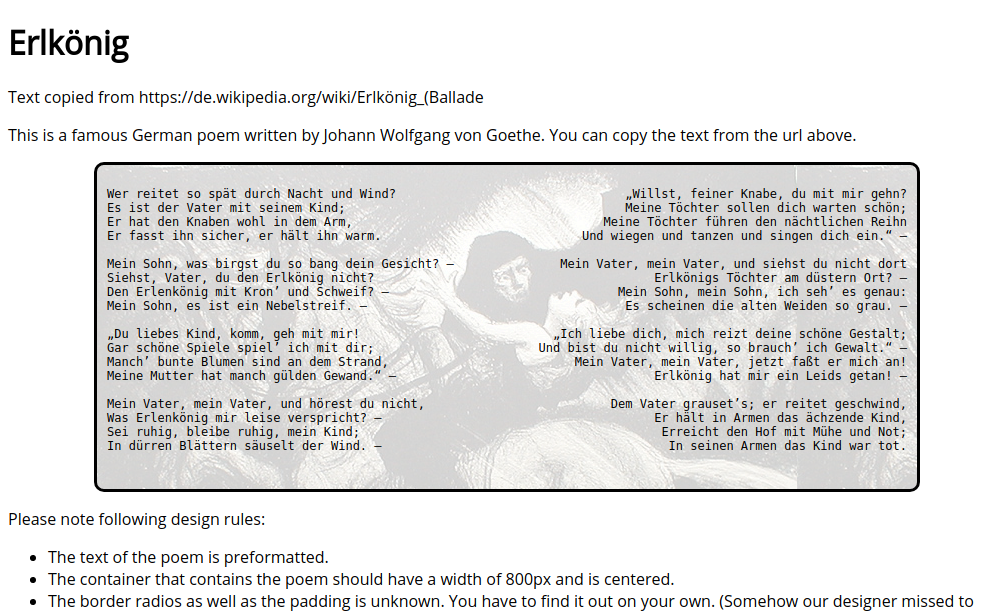 Erlkönig
Text copied from https://de.wikipedia.org/wiki/Erlkönig_(Ballade
This is a famous German poem written by Johann Wolfgang von Goethe. You can copy the text from the url above.
Wer reitet so spät durch Nacht und Wind?
Es ist der Vater mit seinem Kind;
Er hat den Knaben wohl in dem Arm,
Er fasst ihn sicher, er hält ihn warm.
Mein Sohn, was birgst du so bang dein Gesicht? –
Siehst, Vater, du den Erlkönig nicht?
Den Erlenkönig mit Kron’ und Schweif? –
Mein Sohn, es ist ein Nebelstreif. –
„Du liebes Kind, komm, geh mit mir!
Gar schöne Spiele spiel’ ich mit dir;
Manch’ bunte Blumen sind an dem Strand,
Meine Mutter hat manch gülden Gewand.“ –
Mein Vater, mein Vater, und hörest du nicht,
Was Erlenkönig mir leise verspricht? –
Sei ruhig, bleibe ruhig, mein Kind;
In dürren Blättern säuselt der Wind. –
„Willst, feiner Knabe, du mit mir gehn?
Meine Töchter sollen dich warten schön;
Meine Töchter führen den nächtlichen Reihn
Und wiegen und tanzen und singen dich ein.“ –
Mein Vater, mein Vater, und siehst du nicht dort
Erlkönigs Töchter am düstern Ort? –
Mein Sohn, mein Sohn, ich seh’ es genau:
Es scheinen die alten Weiden so grau. –
„Ich liebe dich, mich reizt deine schöne Gestalt;
Und bist du nicht willig, so brauch’ ich Gewalt.“ –
Mein Vater, mein Vater, jetzt faßt er mich an!
Erlkönig hat mir ein Leids getan! –
Dem Vater grauset’s; er reitet geschwind,
Er hält in Armen das ächzende Kind,
Erreicht den Hof mit Mühe und Not;
In seinen Armen das Kind war tot.
Please note following design rules:
• The text of the poem is preformatted.
• The container that contains the poem should have a width of 800px and is centered.
• The border radios as well as the padding is unknown. You have to find it out on your own. (Somehow our designer missed to